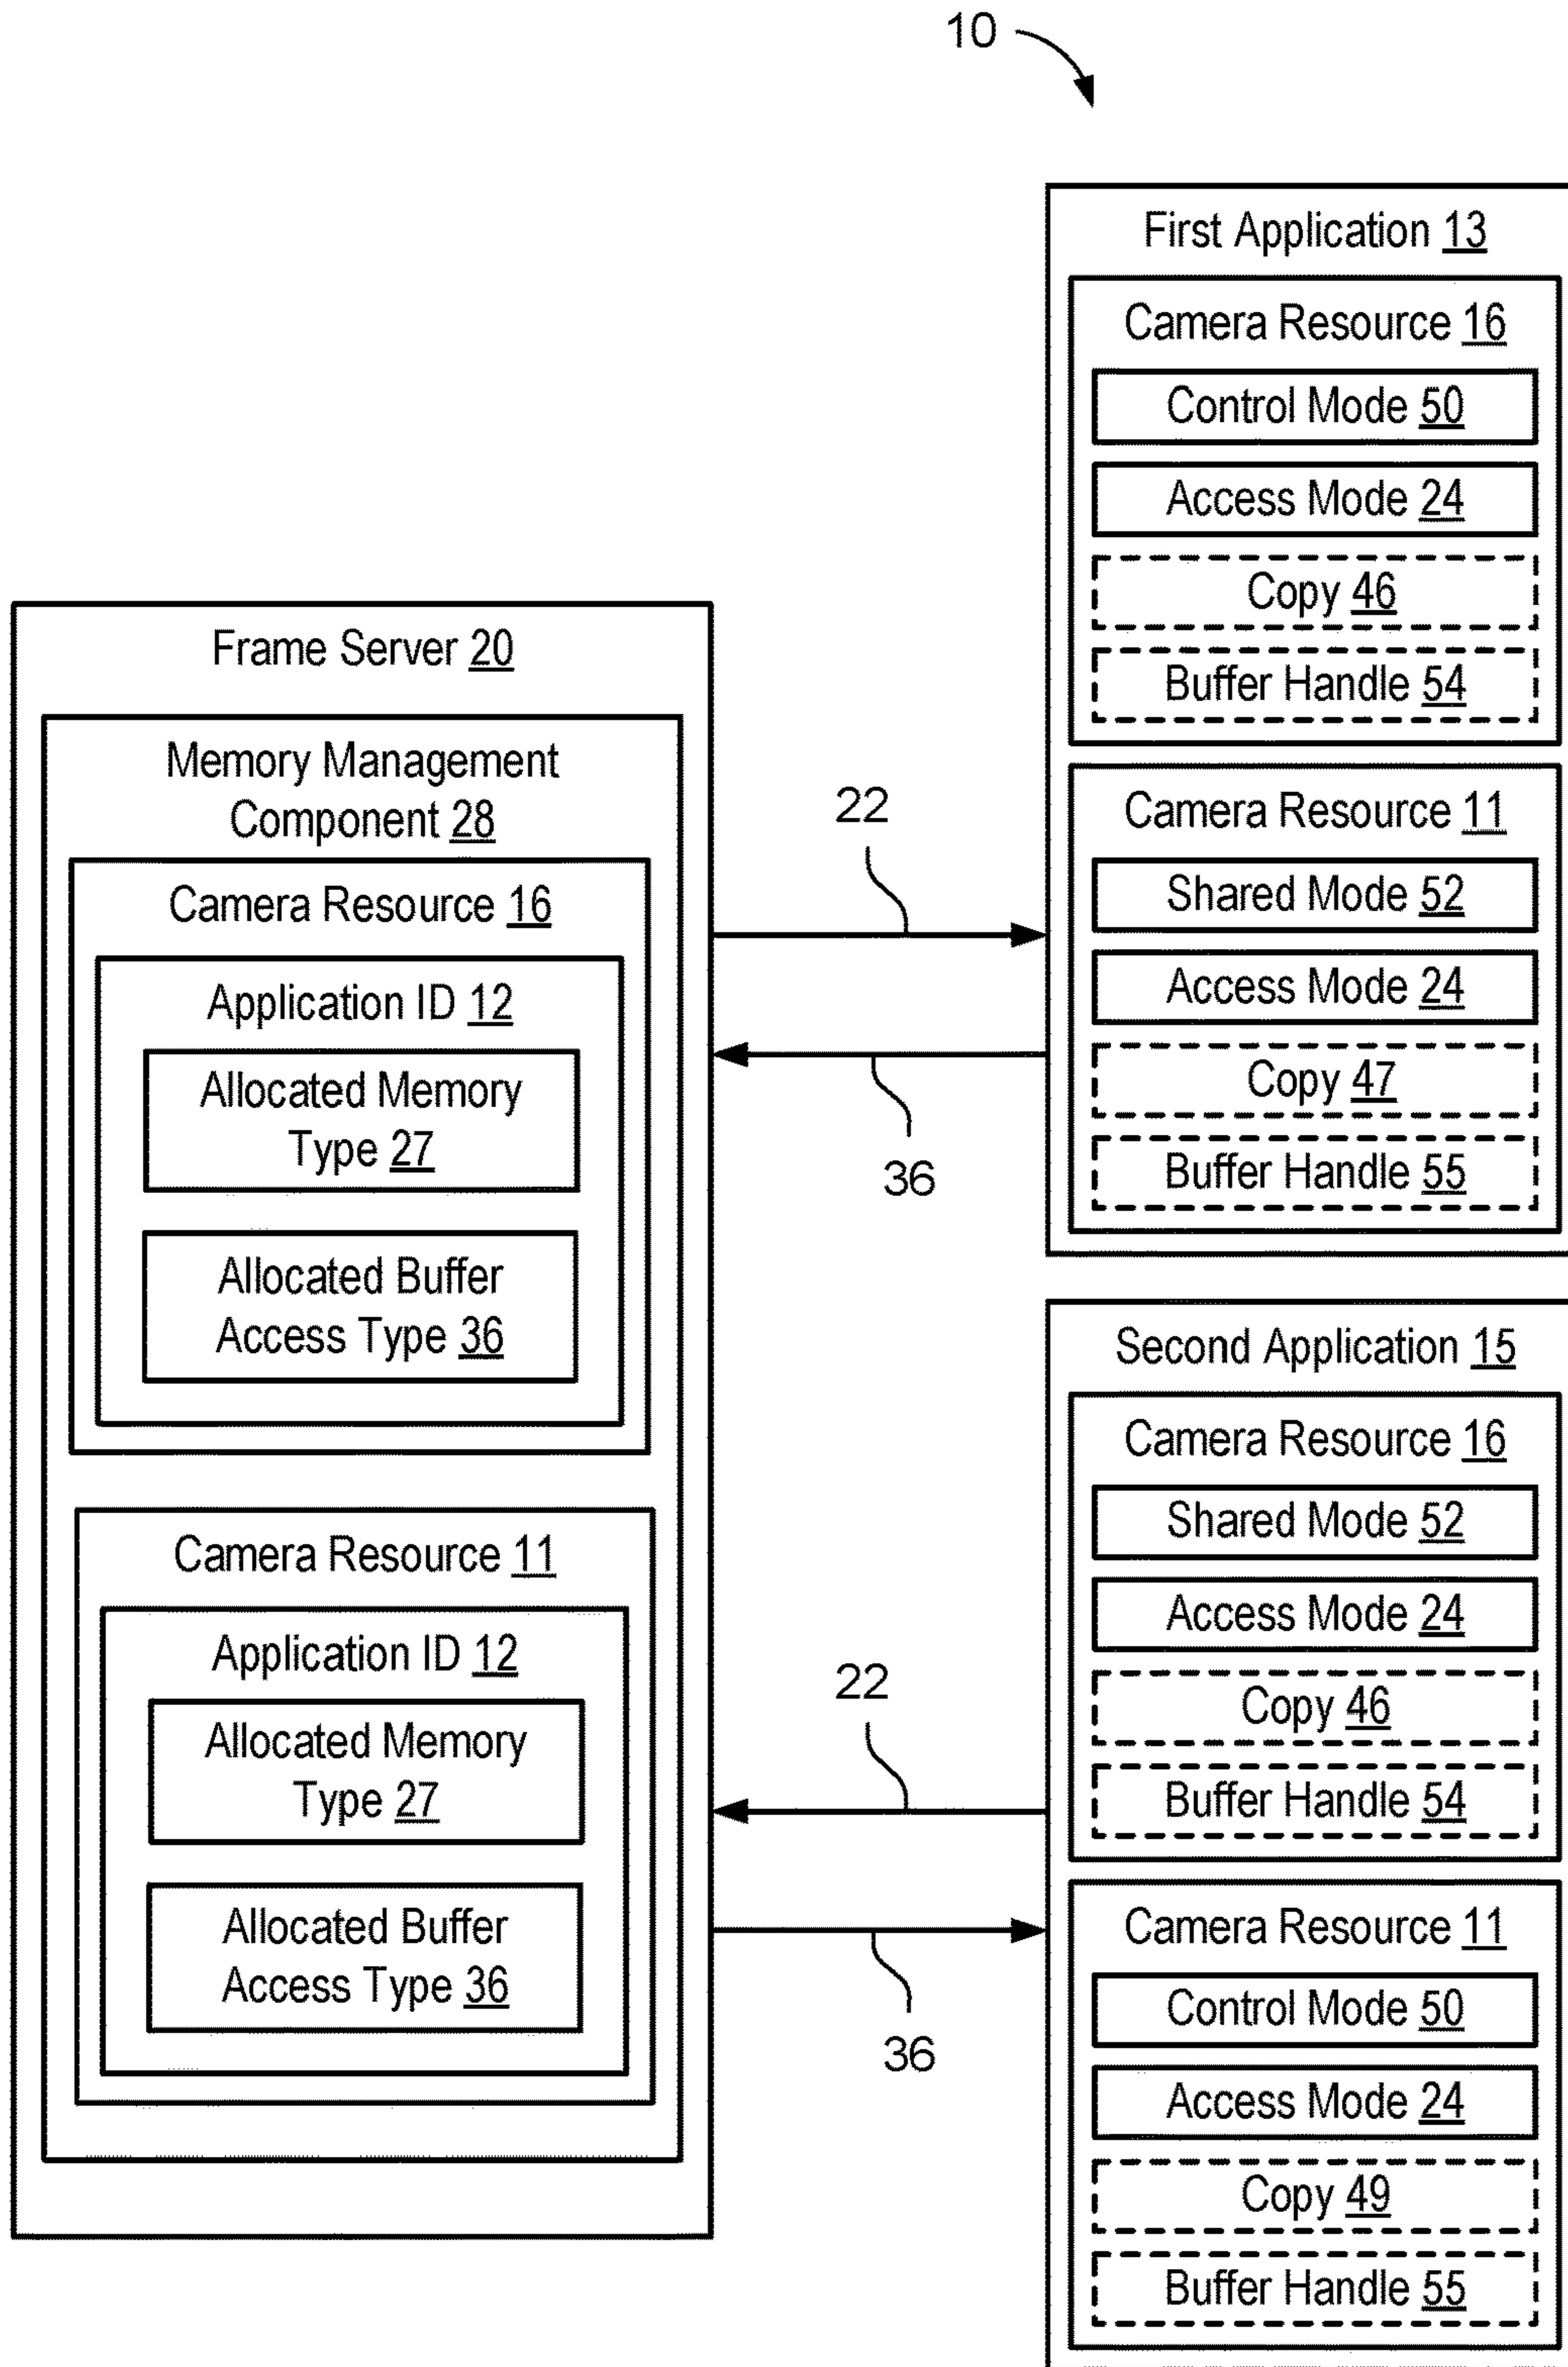 10
First Application 13
Camera Resource 16
Control Mode 50
Access Mode 24
Copy 46
Buffer Handle 54
Camera Resource 11
Shared Mode 52
Access Mode 24
Copy 47
Buffer Handle 55
Frame Server 20
Memory Management
Component 28
Camera Resource 16
Application ID 12
Allocated Memory
Type 27
Allocated Buffer
Access Type 36
Camera Resource 11
Application ID 12
Allocated Memory
Type 27
Allocated Buffer
Access Type 36
22
36
22
36
Second Application 15
Camera Resource 16
Shared Mode 52
Access Mode 24
Copy 46
Buffer Handle 54
Camera Resource 11
Control Mode 50
Access Mode 24
Copy 49
Buffer Handle 55